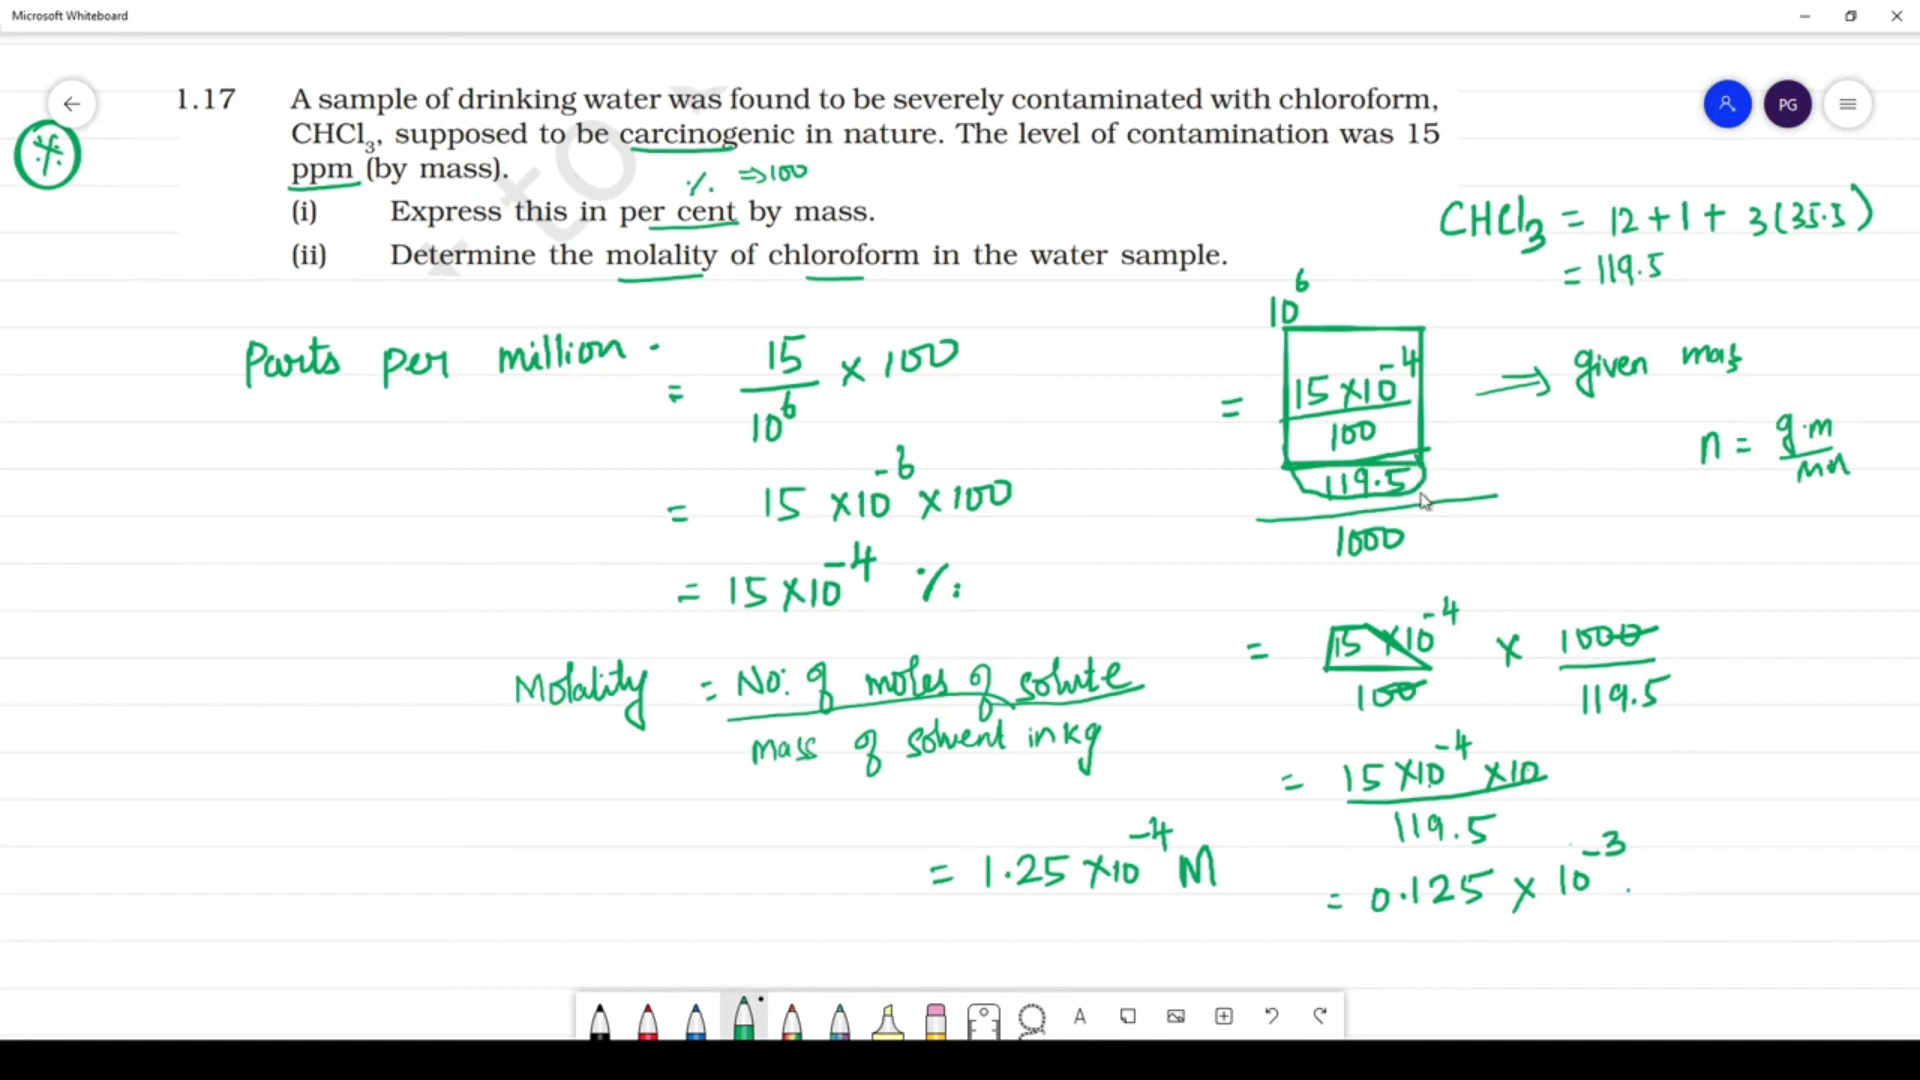 Microsoft Whiteboard
PG
1.17 A sample of drinking water was found to be severely contaminated with chloroform,
CHCl3, supposed to be carcinogenic in nature. The level of contamination was 15
ppm (by mass).
% ⇒100
(i) Express this in per cent by mass.
(ii) Determine the molality of chloroform in the water sample.
CHCl3 = 12 + 1 + 3(35.5)
= 119.5
Parts per million.
= 15/10^6 × 100
= 15 ×10^-6 ×100
= 15 ×10^-4 %.
Molality = No: of moles of solute
mass of solvent in kg
= 1.25 ×10^-4 M
10^6
= 15 ×10^-4
100
119.5
1000
⇒ given mass
n = g.m
= 15 ×10^-4/100 × 1000/119.5
= 15 ×10^-4 ×10
119.5
= 0.125 × 10^-3.
A